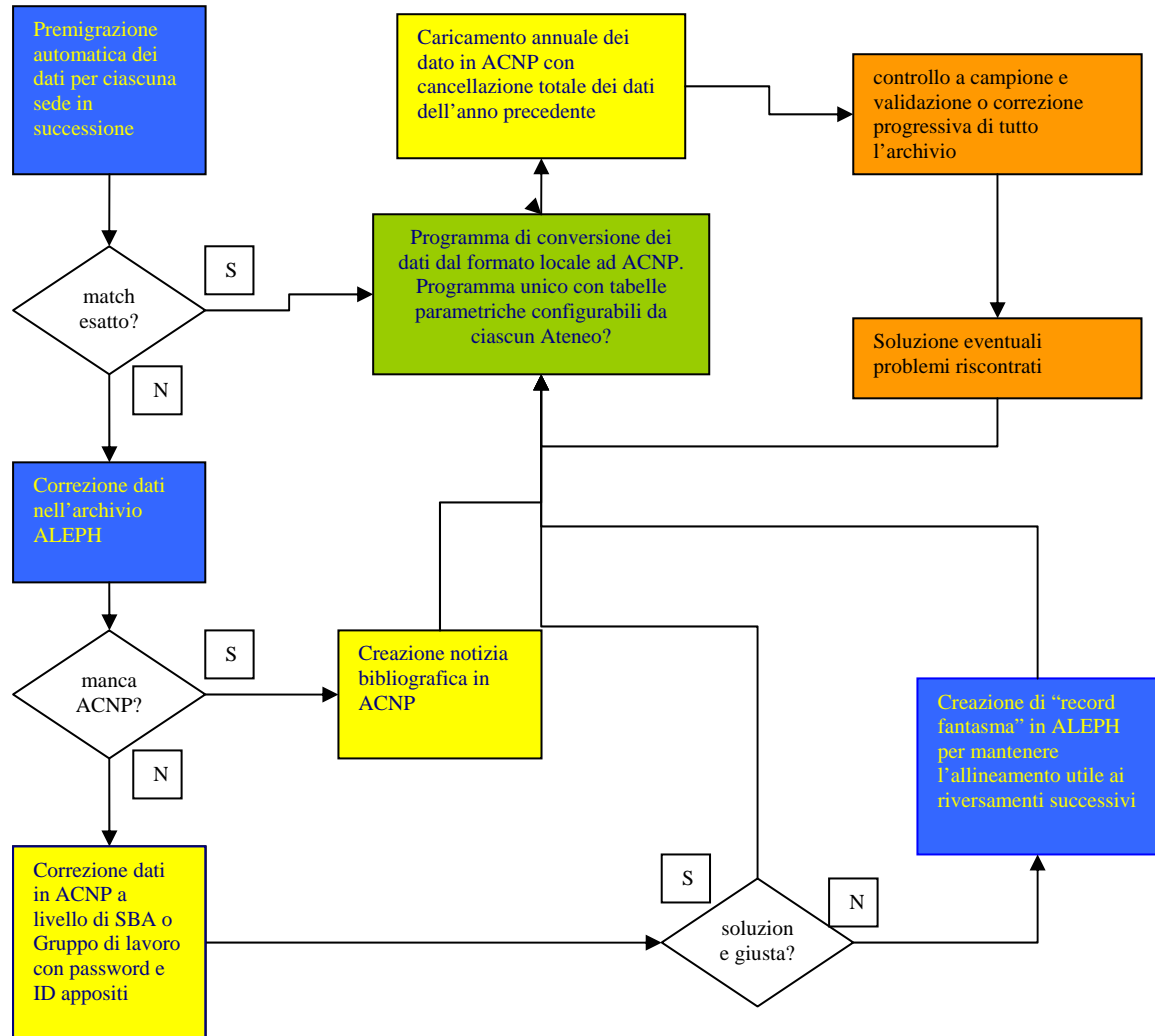 Premigrazione
automatica dei
dati per ciascuna
sede in
successione
Caricamento annuale dei
dato in ACNP con
cancellazione totale dei dati
dell’anno precedente
controllo a campione e
validazione o correzione
progressiva di tutto
l’archivio
match
esatto?
S
N
Programma di conversione dei
dati dal formato locale ad ACNP.
Programma unico con tabelle
parametriche configurabili da
ciascun Ateneo?
Soluzione eventuali
problemi riscontrati
Correzione dati
nell’archivio
ALEPH
manca
ACNP?
S
N
Creazione notizia
bibliografica in
ACNP
Creazione di “record
fantasma” in ALEPH
per mantenere
l’allineamento utile ai
riversamenti successivi
Correzione dati
in ACNP a
livello di SBA o
Gruppo di lavoro
con password e
ID appositi
S
N
soluzion
e giusta?